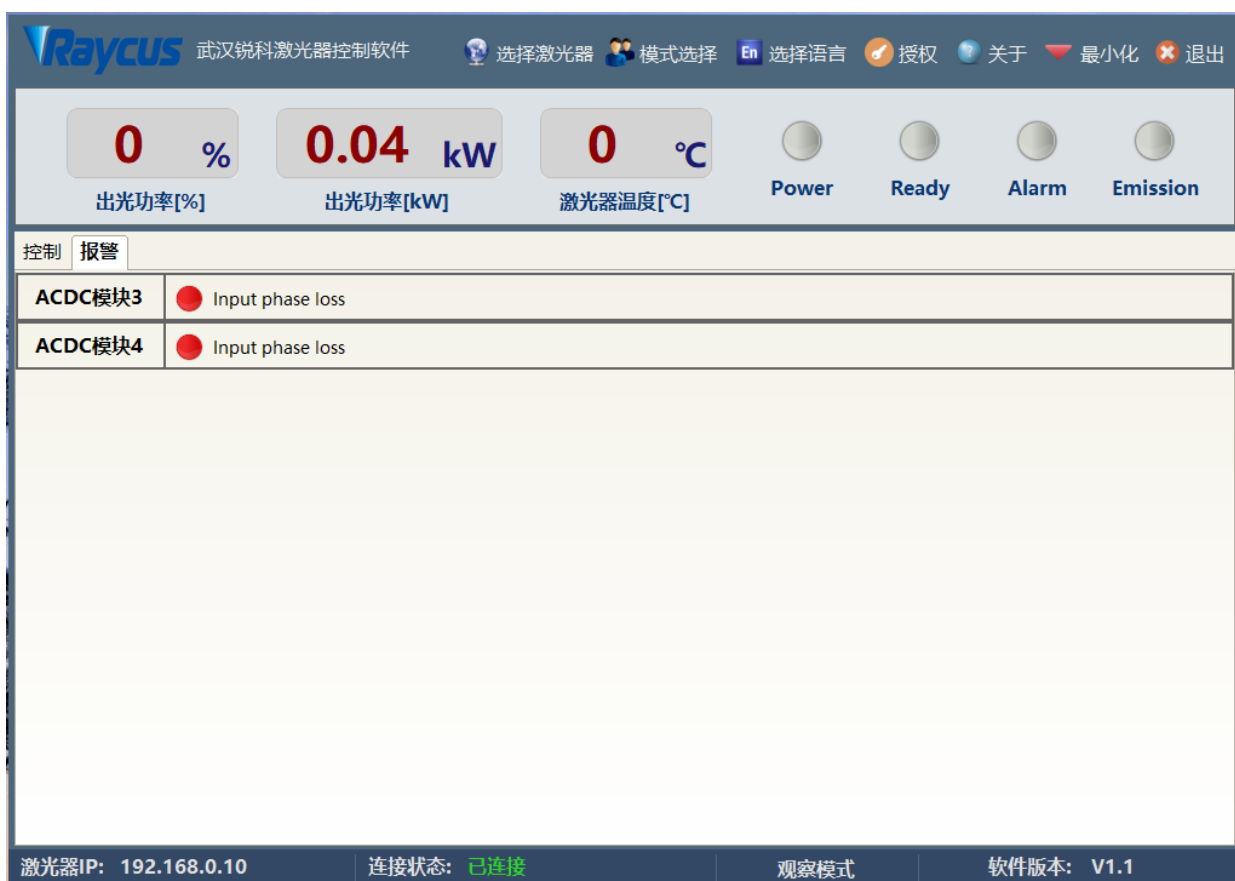 Raycus 武汉锐科激光器控制软件 选择激光器 模式选择 En 选择语言 授权 关于 最小化 退出
0 % 0.04 kW 0 ℃
出光功率[%] 出光功率[kW] 激光器温度[℃] Power Ready Alarm Emission
控制 报警
ACDC模块3 Input phase loss
ACDC模块4 Input phase loss
激光器IP: 192.168.0.10 连接状态: 已连接 观察模式 软件版本: V1.1